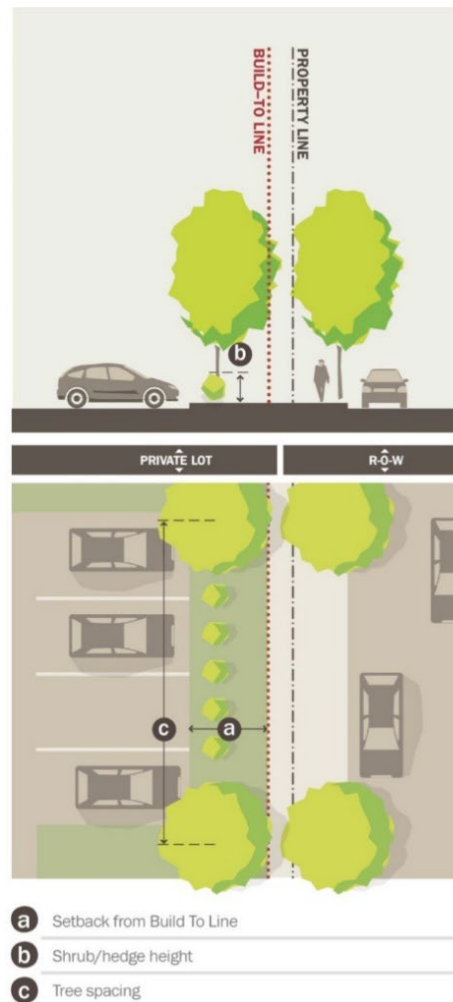 BUILD-TO LINE
PROPERTY LINE
b
PRIVATE LOT
R-O-W
c
a
a Setback from Build To Line
b Shrub/hedge height
c Tree spacing